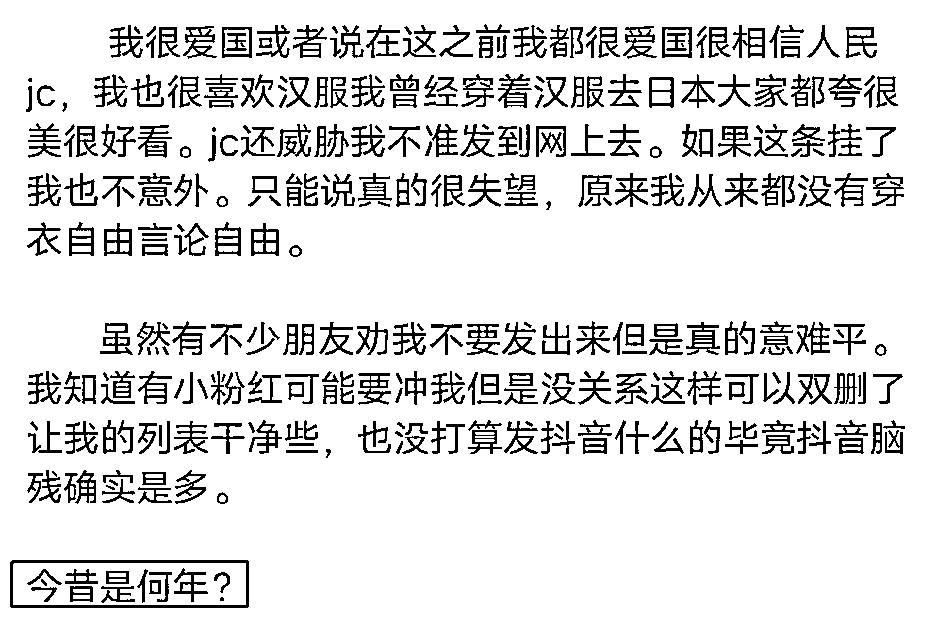 我很爱国或者说在这之前我都很爱国很相信人民
jc，我也很喜欢汉服我曾经穿着汉服去日本大家都夸很
美很好看。jc还威胁我不准发到网上去。如果这条挂了
我也不意外。只能说真的很失望，原来我从来都没有穿
衣自由言论自由。
虽然有不少朋友劝我不要发出来但是真的意难平。
我知道有小粉红可能要冲我但是没关系这样可以双删了
让我的列表干净些，也没打算发抖音什么的毕竟抖音脑
残确实是多。
今昔是何年？